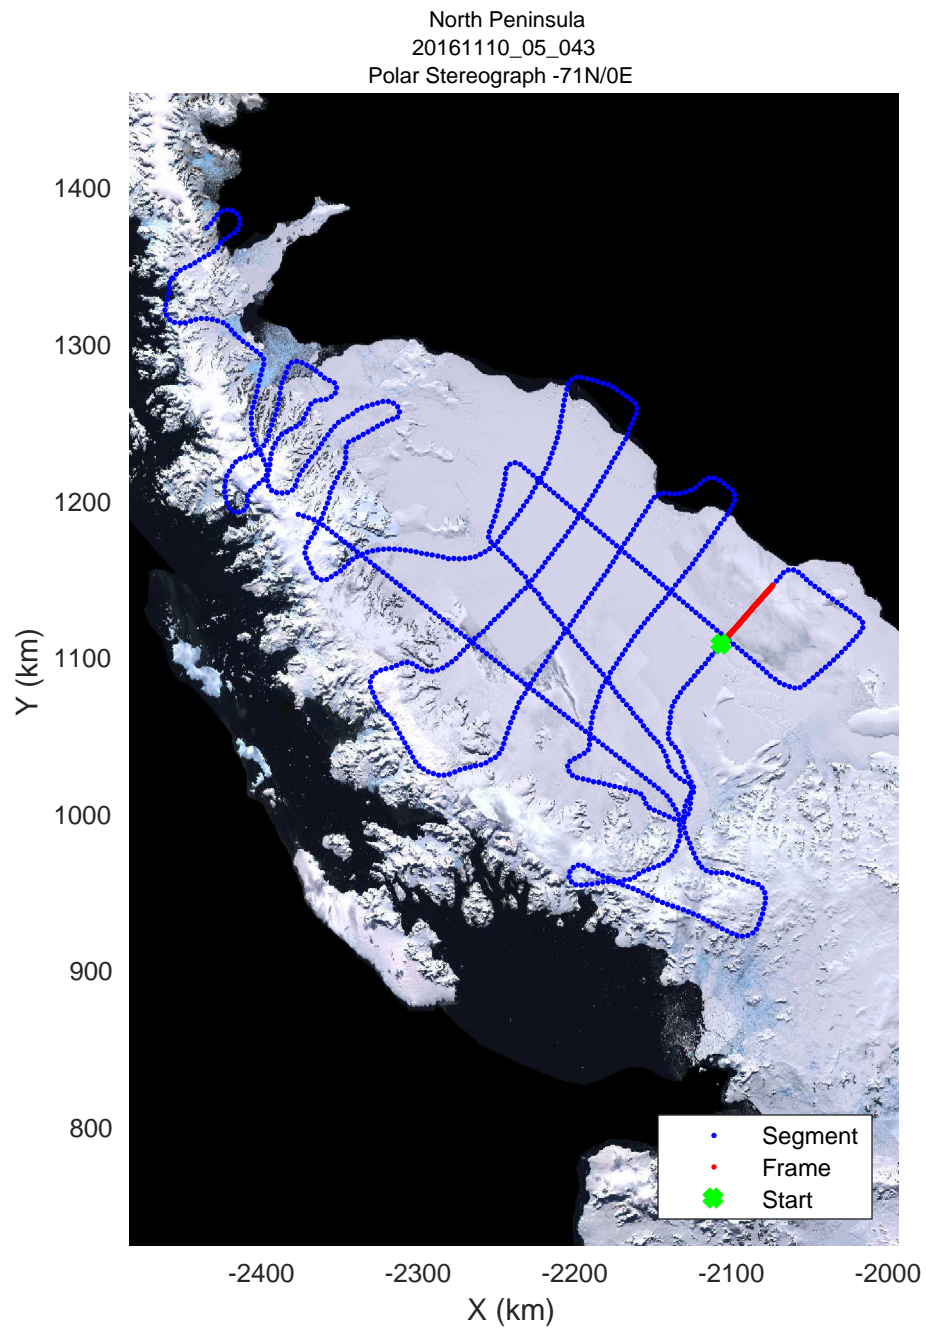 North Peninsula
20161110_05_043
Polar Stereograph -71N/0E
1400
1300
1200
1100
1000
900
800
Y (km)
Segment
Frame
Start
-2400 -2300 -2200 -2100 -2000
X (km)